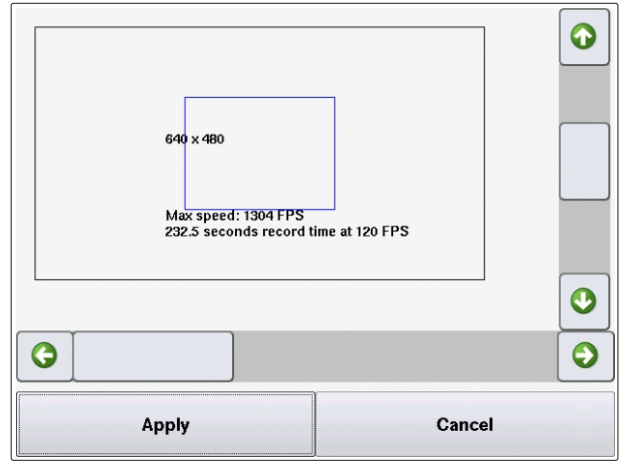 640 x 480
Max speed: 1304 FPS
232.5 seconds record time at 120 FPS
Apply
Cancel